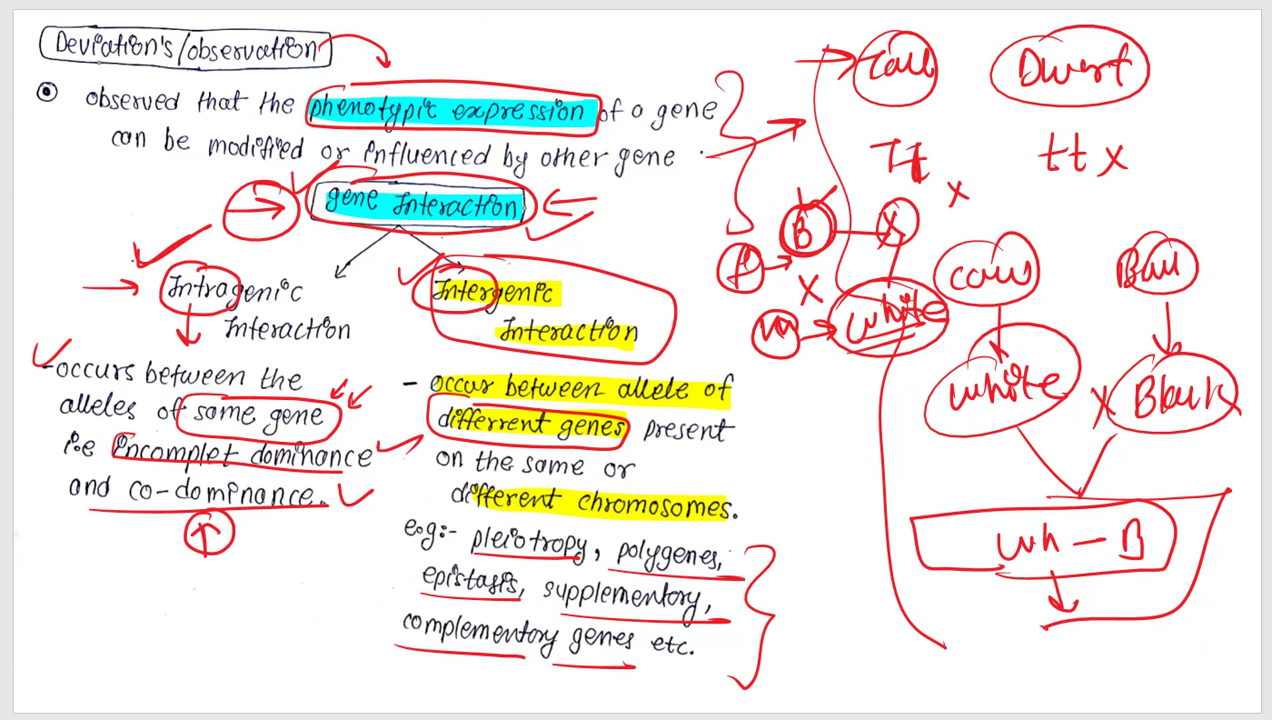 Deviation's/observation
observed that the phenotypic expression of a gene
can be modified or influenced by other gene.
gene Interaction
Intragenic
Interaction
-occurs between the
alleles of same gene
i.e incomplet dominance
and co-dominance.
Intergenic
Interaction
- occur between allele of
differrent genes present
on the same or
different chromosomes.
e.g:- pleiotropy, polygenes,
epistasis, supplementory,
complementory genes etc.
Tall Dwarf
Tt tt x
x
B X
X
white
cow Bull
white X Black
wh - B